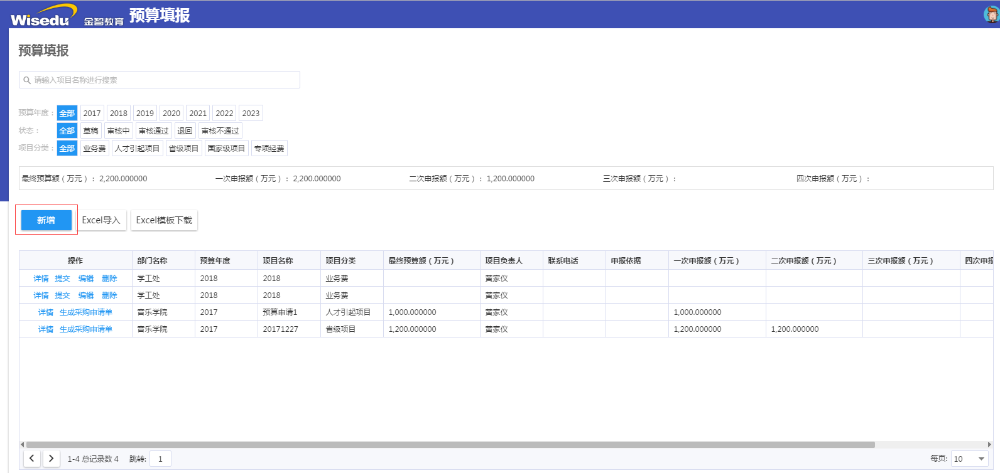 Wisedu 金智教育 预算填报
预算填报
请输入项目名称进行搜索
预算年度： 全部 2017 2018 2019 2020 2021 2022 2023
状态： 全部 草稿 审核中 审核通过 退回 审核不通过
项目分类： 全部 业务费 人才引起项目 省级项目 国家级项目 专项经费
最终预算额（万元）： 2,200.000000 一次申报额（万元）： 2,200.000000 二次申报额（万元）： 1,200.000000 三次申报额（万元）： 四次申报额（万元）：
新增 Excel导入 Excel模板下载
操作 部门名称 预算年度 项目名称 项目分类 最终预算额（万元） 项目负责人 联系电话 申报依据 一次申报额（万元） 二次申报额（万元） 三次申报额（万元） 四次申报
详情 提交 编辑 删除 学工处 2018 2018 业务费 黄家仪
详情 提交 编辑 删除 学工处 2018 2018 业务费 黄家仪
详情 生成采购申请单 音乐学院 2017 预算申请1 人才引起项目 1,000.000000 黄家仪 1,000.000000
详情 生成采购申请单 音乐学院 2017 20171227 省级项目 1,200.000000 黄家仪 1,200.000000 1,200.000000
1-4 总记录数 4 跳转: 1 每页: 10